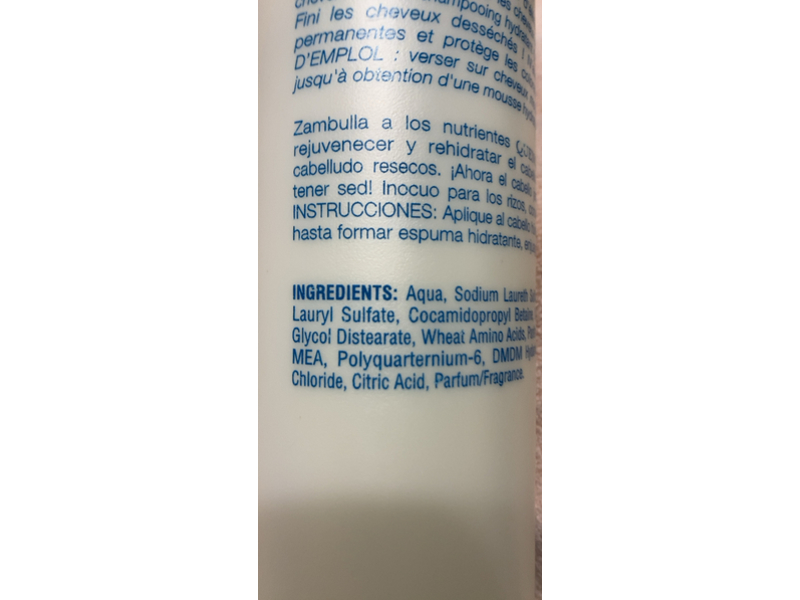 shampooing
Fini les cheveux desséchés !
permanentes et protège les
D'EMPLOL : verser sur cheveux
jusqu'à obtention d'une mousse
Zambulla a los nutrientes
rejuvenecer y rehidratar el
cabelludo resecos. ¡Ahora el cabello
tener sed! Inocuo para los rizos,
INSTRUCCIONES: Aplique al cabello
hasta formar espuma hidratante,
INGREDIENTS: Aqua, Sodium Laureth
Lauryl Sulfate, Cocamidopropyl Betaine,
Glycol Distearate, Wheat Amino Acids,
MEA, Polyquarternium-6, DMDM
Chloride, Citric Acid, Parfum/Fragrance.